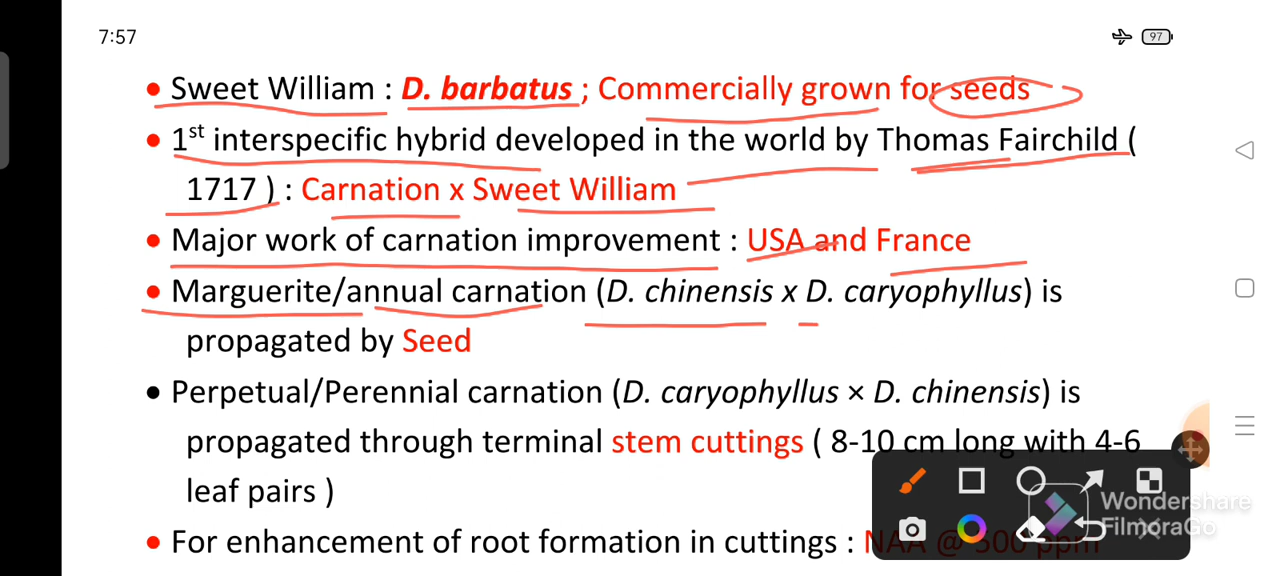 7:57
97
• Sweet William : D. barbatus ; Commercially grown for seeds
• 1st interspecific hybrid developed in the world by Thomas Fairchild (
1717 ) : Carnation x Sweet William
• Major work of carnation improvement : USA and France
• Marguerite/annual carnation (D. chinensis x D. caryophyllus) is
propagated by Seed
• Perpetual/Perennial carnation (D. caryophyllus × D. chinensis) is
propagated through terminal stem cuttings ( 8-10 cm long with 4-6
leaf pairs )
• For enhancement of root formation in cuttings : NAA @ 500 ppm
Wondershare
FilmoraGo